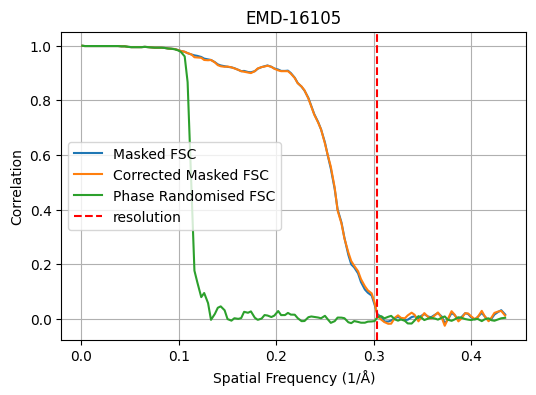 EMD-16105
1.0
0.8
0.6
0.4
0.2
0.0
Correlation
Masked FSC
Corrected Masked FSC
Phase Randomised FSC
resolution
0.0
0.1
0.2
0.3
0.4
Spatial Frequency (1/Å)